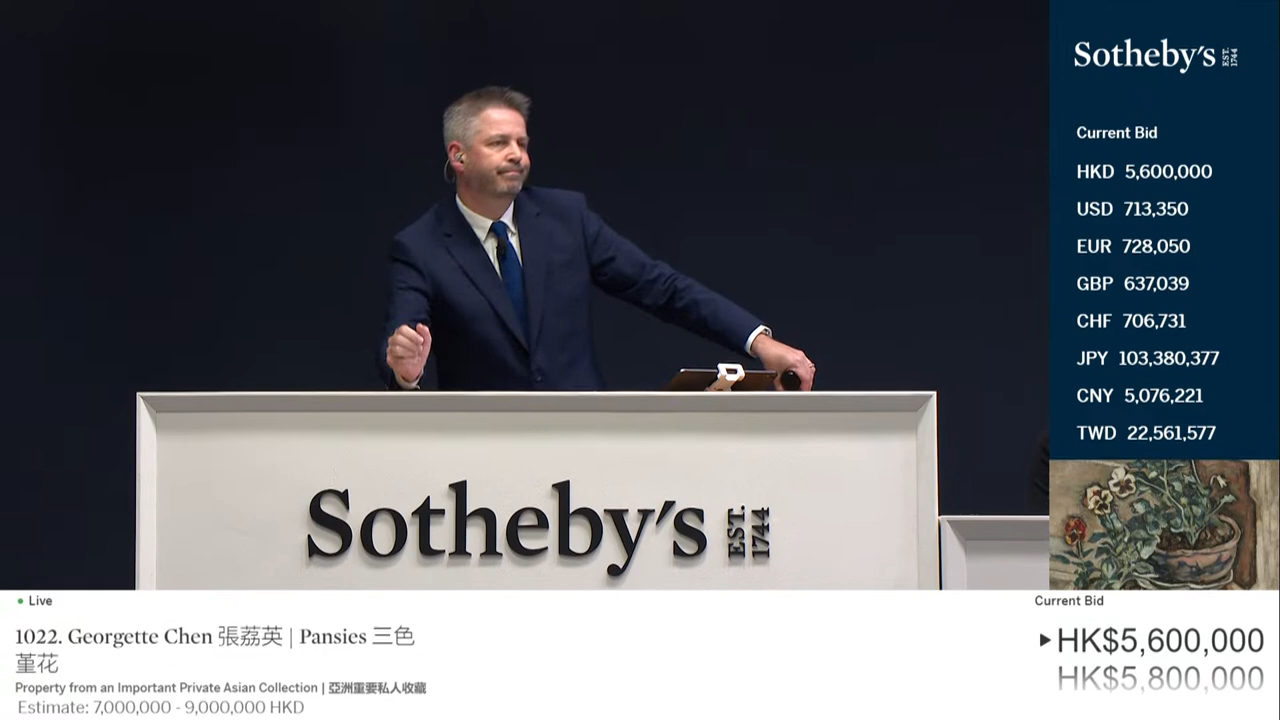 Sotheby's EST. 1744
Current Bid
HKD 5,600,000
USD 713,350
EUR 728,050
GBP 637,039
CHF 706,731
JPY 103,380,377
CNY 5,076,221
TWD 22,561,577
Sotheby's EST. 1744
Live
1022. Georgette Chen 張荔英 | Pansies 三色
堇花
Property from an Important Private Asian Collection | 亞洲重要私人收藏
Estimate: 7,000,000 - 9,000,000 HKD
Current Bid
HK$5,600,000
HK$5,800,000